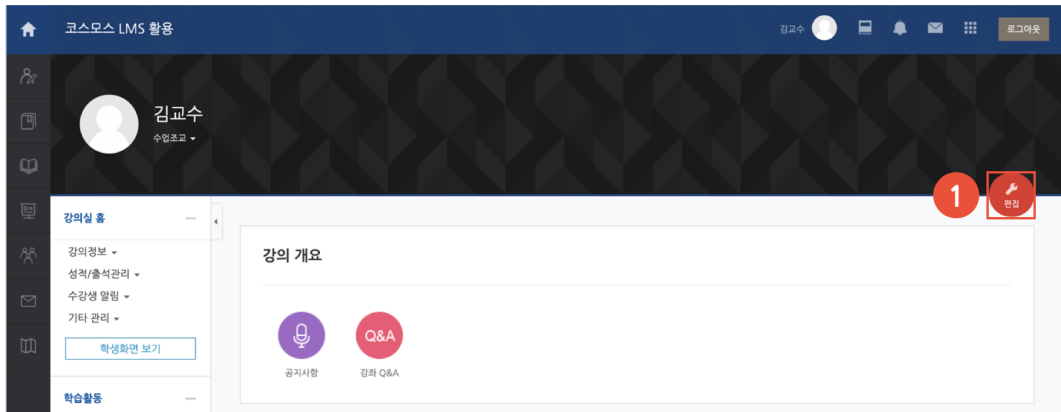 코스모스 LMS 활용
김교수
로그아웃
김교수
수업조교
1
편집
강의실 홈
강의정보
성적/출석관리
수강생 알림
기타 관리
학생화면 보기
학습활동
강의 개요
Q&A
공지사항
강좌 Q&A